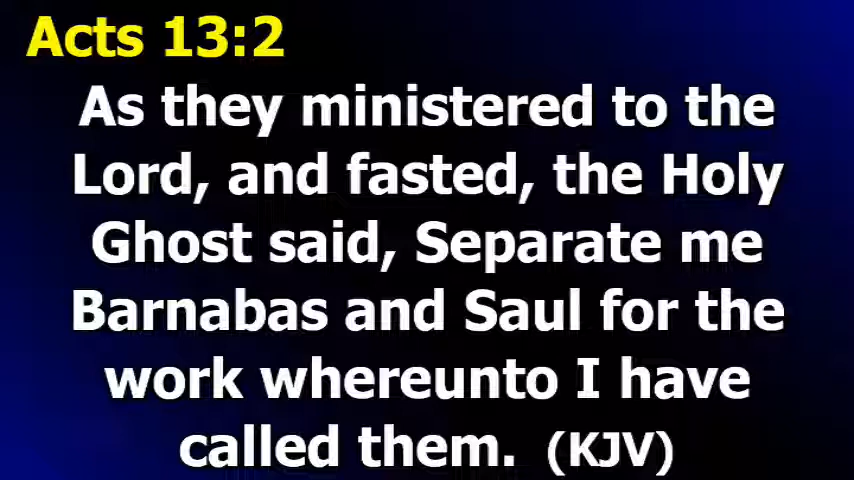 Acts 13:2
As they ministered to the
Lord, and fasted, the Holy
Ghost said, Separate me
Barnabas and Saul for the
work whereunto I have
called them. (KJV)